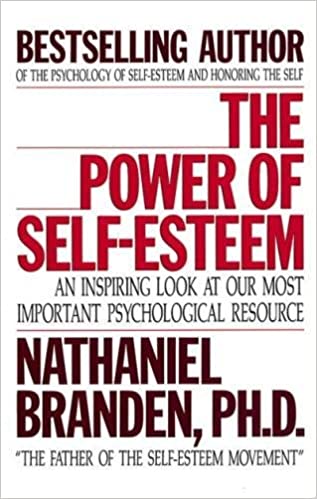 BESTSELLING AUTHOR
OF THE PSYCHOLOGY OF SELF-ESTEEM AND HONORING THE SELF
THE
POWER OF
SELF-ESTEEM
AN INSPIRING LOOK AT OUR MOST
IMPORTANT PSYCHOLOGICAL RESOURCE
NATHANIEL
BRANDEN, PH.D.
"THE FATHER OF THE SELF-ESTEEM MOVEMENT"